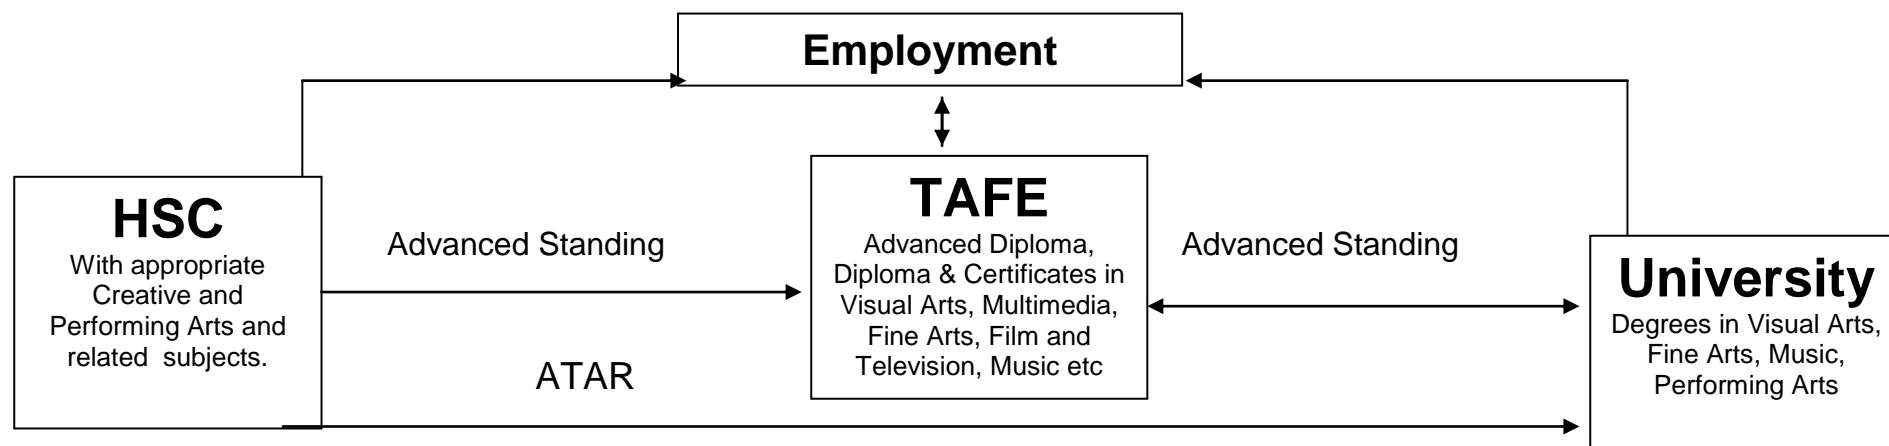 Employment
HSC
With appropriate
Creative and
Performing Arts and
related subjects.
Advanced Standing
ATAR
TAFE
Advanced Diploma,
Diploma & Certificates in
Visual Arts, Multimedia,
Fine Arts, Film and
Television, Music etc
Advanced Standing
University
Degrees in Visual Arts,
Fine Arts, Music,
Performing Arts